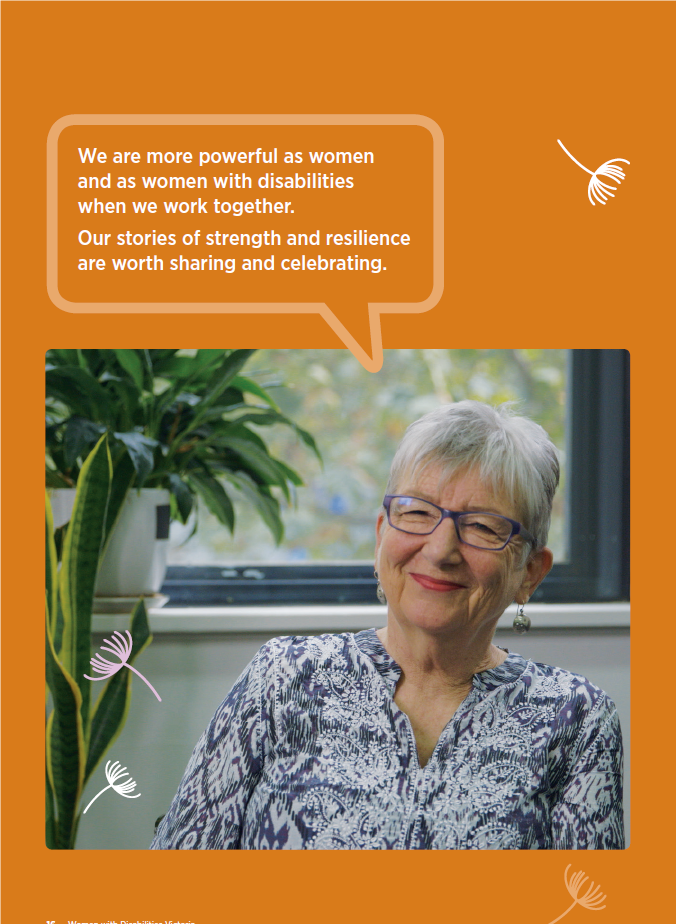 We are more powerful as women
and as women with disabilities
when we work together.
Our stories of strength and resilience
are worth sharing and celebrating.
16 Women with Disabilities Victoria